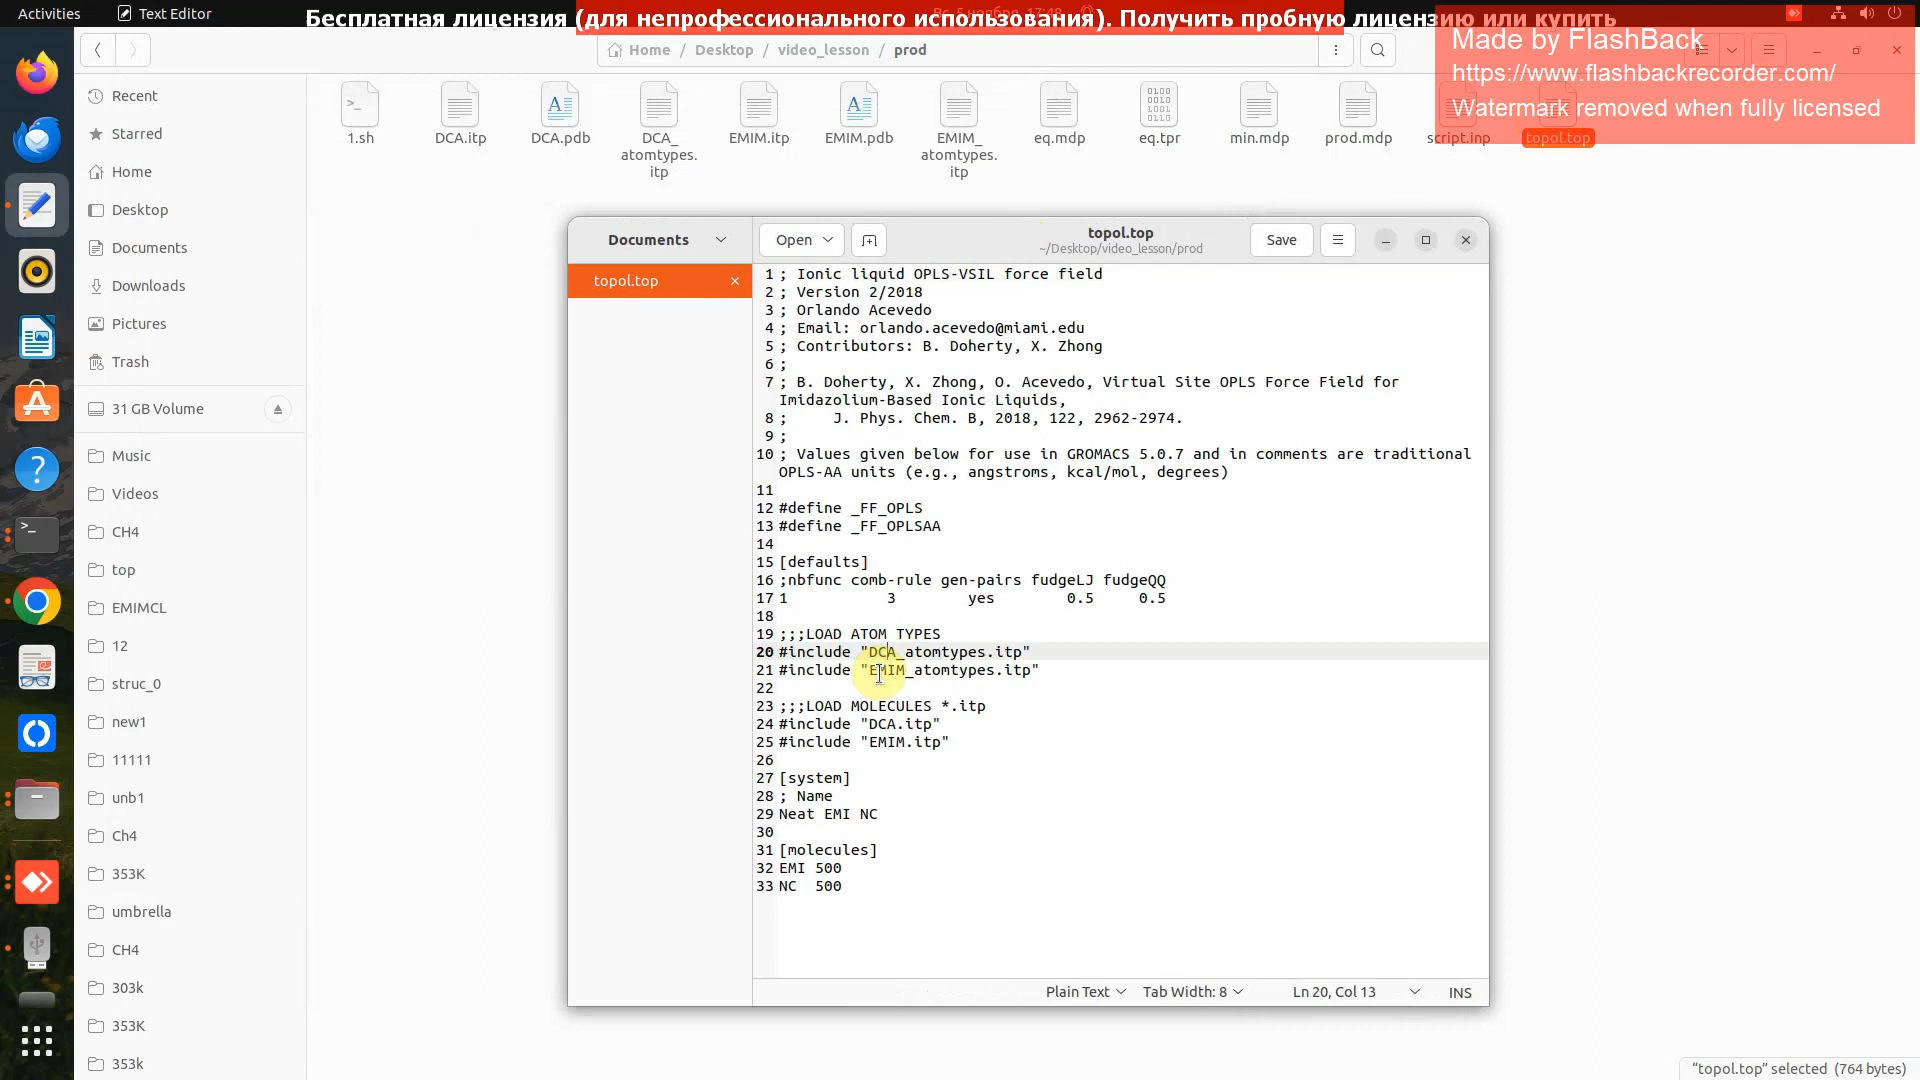 Activities
Text Editor
Бесплатная лицензия (для непрофессионального использования). Получить пробную лицензию или купить
Вс, 5 ноября 17:48
Made by FlashBack
https://www.flashbackrecorder.com/
Watermark removed when fully licensed
Home / Desktop / video_lesson / prod
Recent
Starred
Home
Desktop
Documents
Downloads
Pictures
Trash
31 GB Volume
Music
Videos
CH4
top
EMIMCL
12
struc_0
new1
11111
unb1
Ch4
353K
umbrella
CH4
303k
353K
353k
1.sh
DCA.itp
DCA.pdb
DCA_
atomtypes.
itp
EMIM.itp
EMIM.pdb
EMIM_
atomtypes.
itp
eq.mdp
eq.tpr
min.mdp
prod.mdp
script.inp
topol.top
Documents
Open
topol.top
~/Desktop/video_lesson/prod
Save
topol.top
1 ; Ionic liquid OPLS-VSIL force field
2 ; Version 2/2018
3 ; Orlando Acevedo
4 ; Email: orlando.acevedo@miami.edu
5 ; Contributors: B. Doherty, X. Zhong
6 ;
7 ; B. Doherty, X. Zhong, O. Acevedo, Virtual Site OPLS Force Field for
Imidazolium-Based Ionic Liquids,
8 ;     J. Phys. Chem. B, 2018, 122, 2962-2974.
9 ;
10 ; Values given below for use in GROMACS 5.0.7 and in comments are traditional
OPLS-AA units (e.g., angstroms, kcal/mol, degrees)
11
12 #define _FF_OPLS
13 #define _FF_OPLSAA
14
15 [defaults]
16 ;nbfunc comb-rule gen-pairs fudgeLJ fudgeQQ
17 1           3        yes        0.5     0.5
18
19 ;;;LOAD ATOM TYPES
20 #include "DCA_atomtypes.itp"
21 #include "EMIM_atomtypes.itp"
22
23 ;;;LOAD MOLECULES *.itp
24 #include "DCA.itp"
25 #include "EMIM.itp"
26
27 [system]
28 ; Name
29 Neat EMI NC
30
31 [molecules]
32 EMI 500
33 NC  500
Plain Text
Tab Width: 8
Ln 20, Col 13
INS
"topol.top" selected (764 bytes)